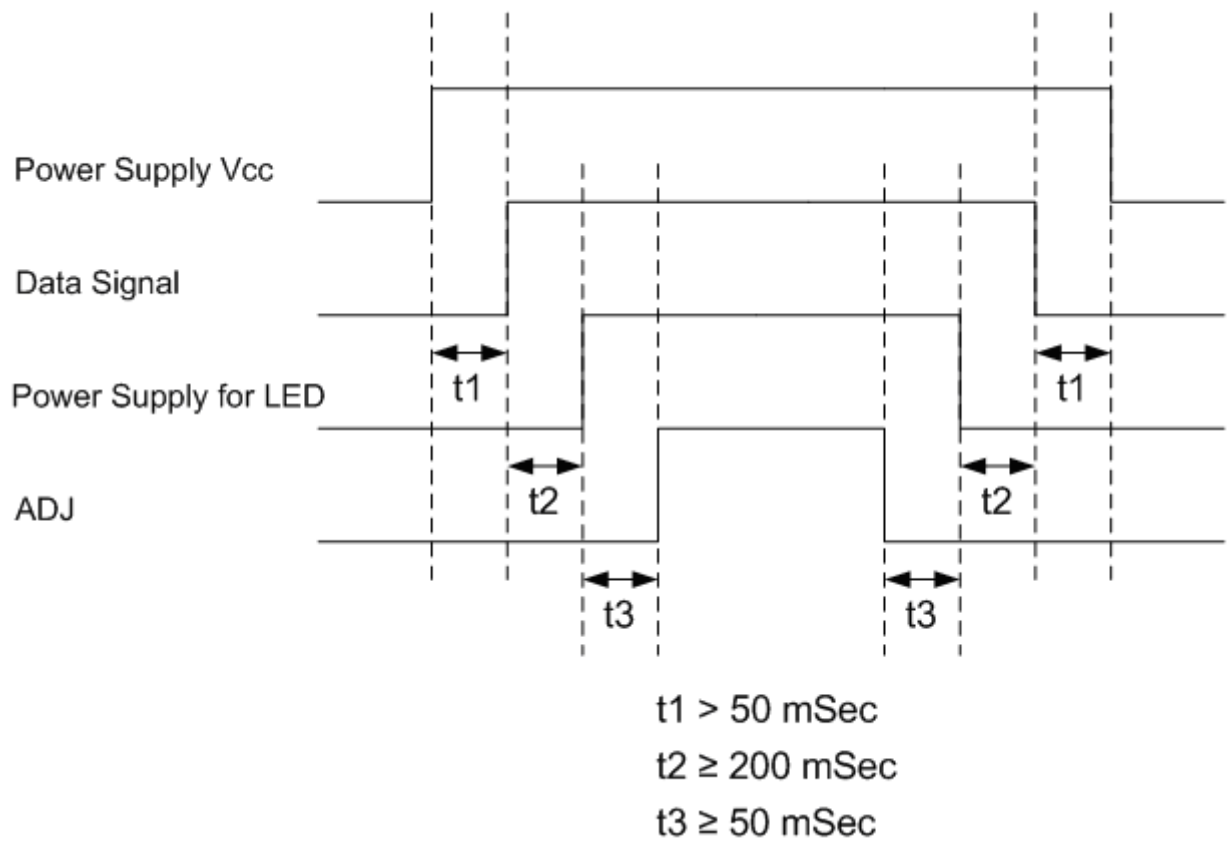 Power Supply Vcc
Data Signal
t1 t1
Power Supply for LED
t2 t2
ADJ
t3 t3
t1 > 50 mSec
t2 ≥ 200 mSec
t3 ≥ 50 mSec